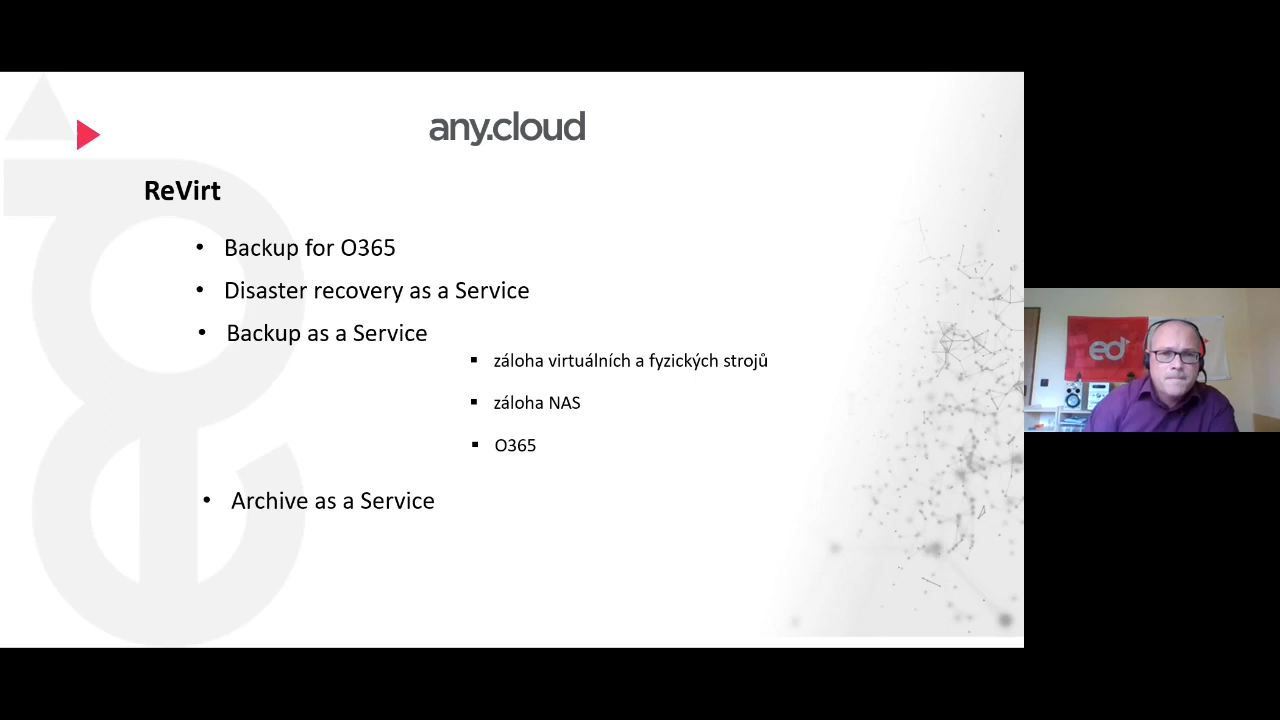 any.cloud
ReVirt
• Backup for O365
• Disaster recovery as a Service
• Backup as a Service
▪ záloha virtuálních a fyzických strojů
▪ záloha NAS
▪ O365
• Archive as a Service
ed